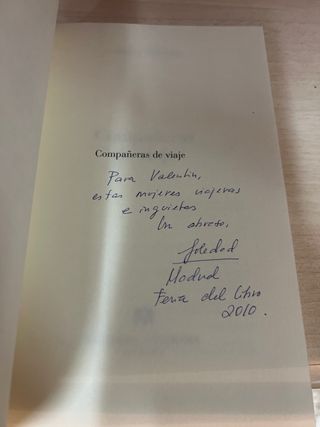 Compañeras de viaje
Para Valentín,
estas mujeres viajeras
e inquietas
Un abrazo,
Soledad
Madrid
Feria del Libro
2010.